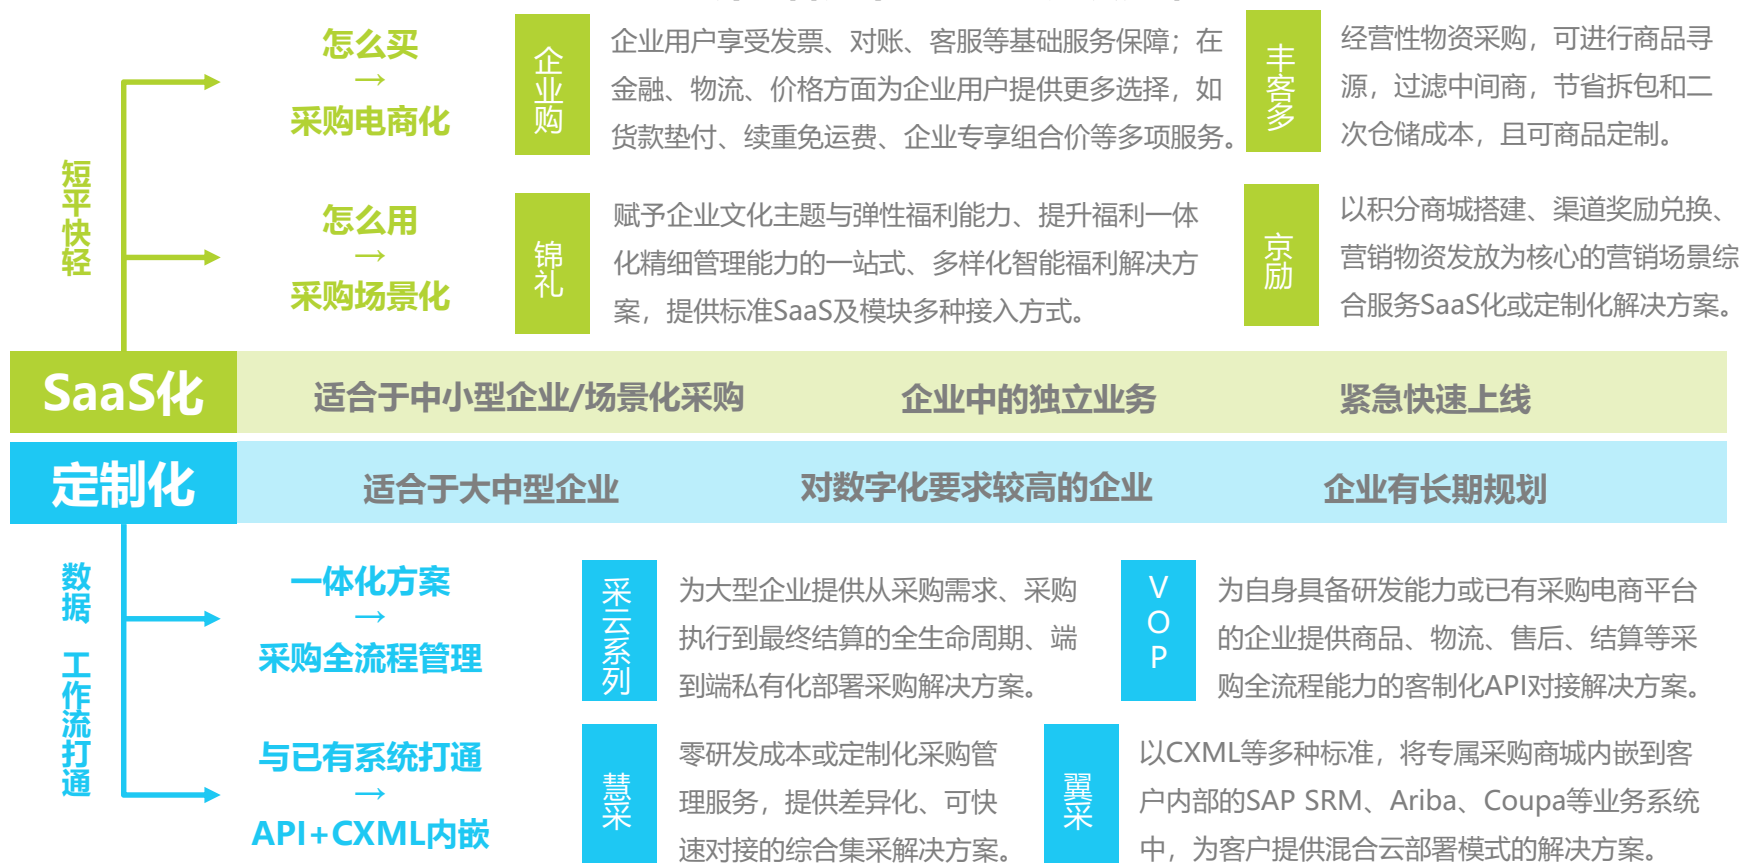 怎么买
→
采购电商化
企业购
企业用户享受发票、对账、客服等基础服务保障；在
金融、物流、价格方面为企业用户提供更多选择，如
货款垫付、续重免运费、企业专享组合价等多项服务。
丰客多
经营性物资采购，可进行商品寻
源，过滤中间商，节省拆包和二
次仓储成本，且可商品定制。
短平快轻
怎么用
→
采购场景化
锦礼
赋予企业文化主题与弹性福利能力、提升福利一体
化精细管理能力的一站式、多样化智能福利解决方
案，提供标准SaaS及模块多种接入方式。
京励
以积分商城搭建、渠道奖励兑换、
营销物资发放为核心的营销场景综
合服务SaaS化或定制化解决方案。
SaaS化
适合于中小型企业/场景化采购
企业中的独立业务
紧急快速上线
定制化
适合于大中型企业
对数字化要求较高的企业
企业有长期规划
数据 工作流打通
一体化方案
→
采购全流程管理
采云系列
为大型企业提供从采购需求、采购
执行到最终结算的全生命周期、端
到端私有化部署采购解决方案。
VOP
为自身具备研发能力或已有采购电商平台
的企业提供商品、物流、售后、结算等采
购全流程能力的客制化API对接解决方案。
与已有系统打通
→
API+CXML内嵌
慧采
零研发成本或定制化采购管
理服务，提供差异化、可快
速对接的综合集采解决方案。
翼采
以CXML等多种标准，将专属采购商城内嵌到客
户内部的SAP SRM、Ariba、Coupa等业务系统
中，为客户提供混合云部署模式的解决方案。